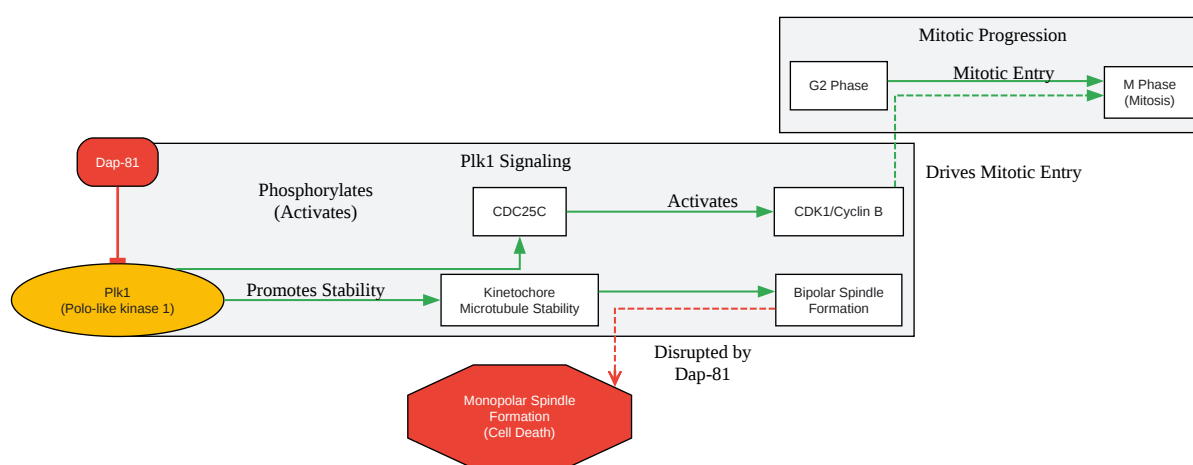 Mitotic Progression
G2 Phase
Mitotic Entry
M Phase
(Mitosis)
Dap-81
Plk1 Signaling
Drives Mitotic Entry
Phosphorylates
(Activates)
CDC25C
Activates
CDK1/Cyclin B
Plk1
(Polo-like kinase 1)
Promotes Stability
Kinetochore
Microtubule Stability
Bipolar Spindle
Formation
Disrupted by
Dap-81
Monopolar Spindle
Formation
(Cell Death)